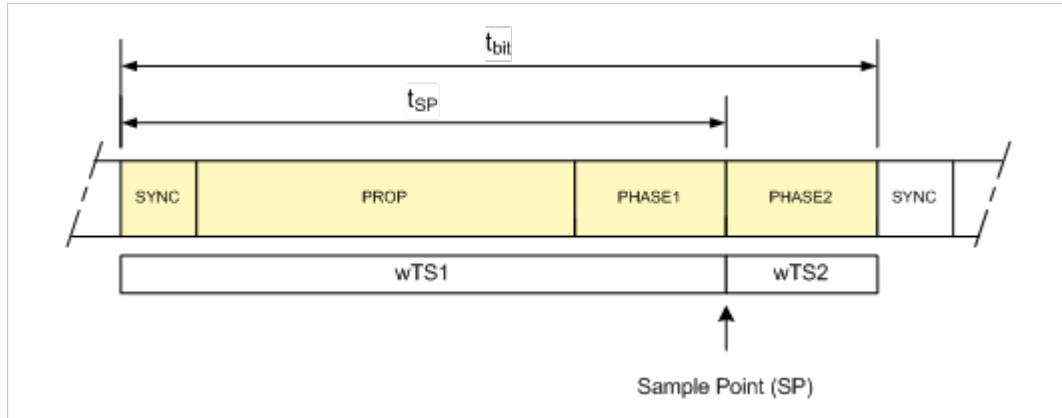 tbit
tSP
SYNC PROP PHASE1 PHASE2 SYNC
wTS1 wTS2
Sample Point (SP)